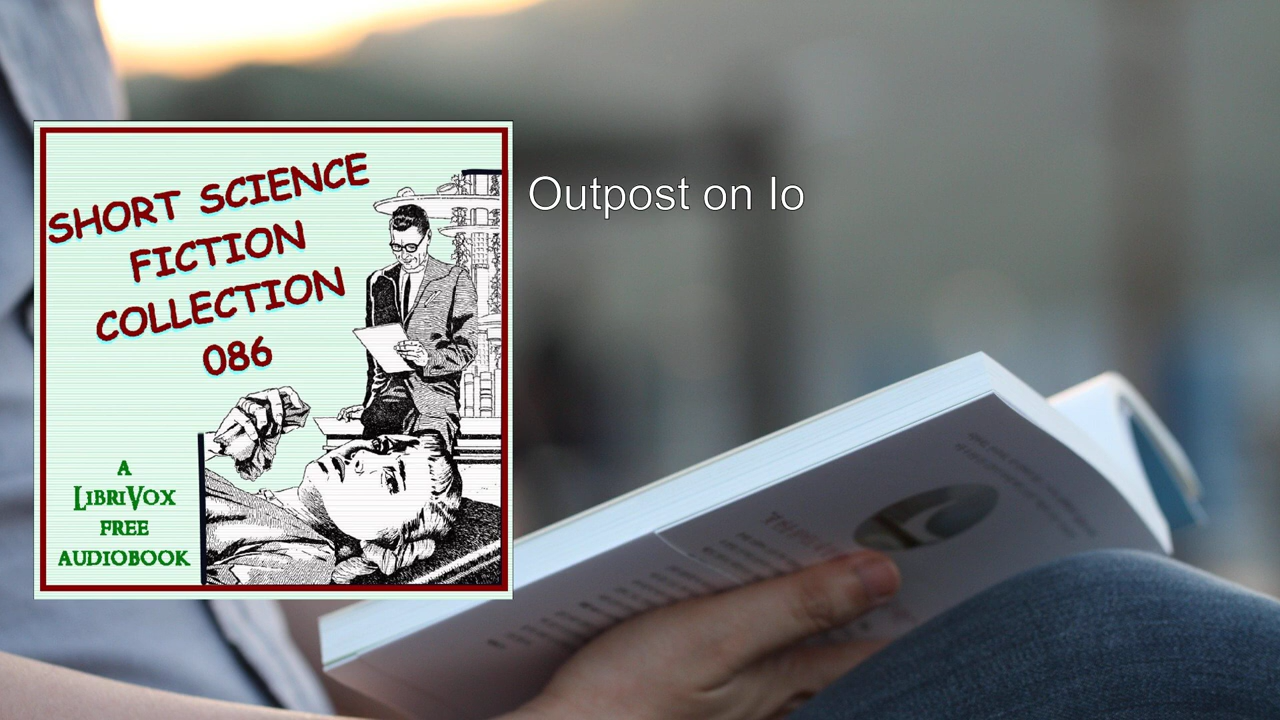 SHORT SCIENCE
FICTION
COLLECTION
086
A
LIBRIVOX
FREE
AUDIOBOOK
Outpost on Io